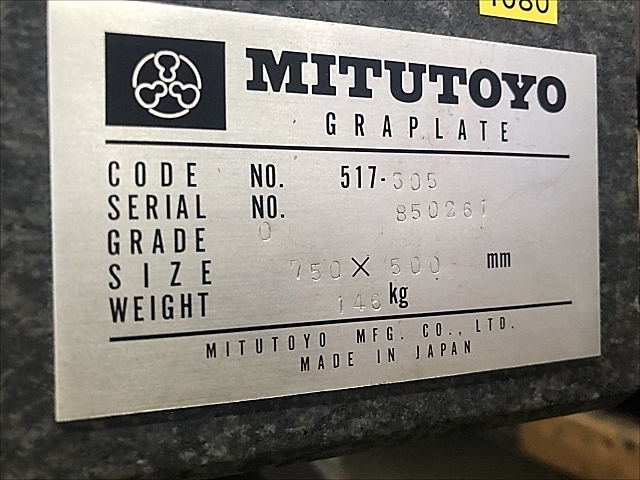 1080
MITUTOYO
GRAPLATE
CODE NO. 517-305
SERIAL NO. 850261
GRADE 0
SIZE 750 × 500 mm
WEIGHT 146 kg
MITUTOYO MFG. CO., LTD.
MADE IN JAPAN